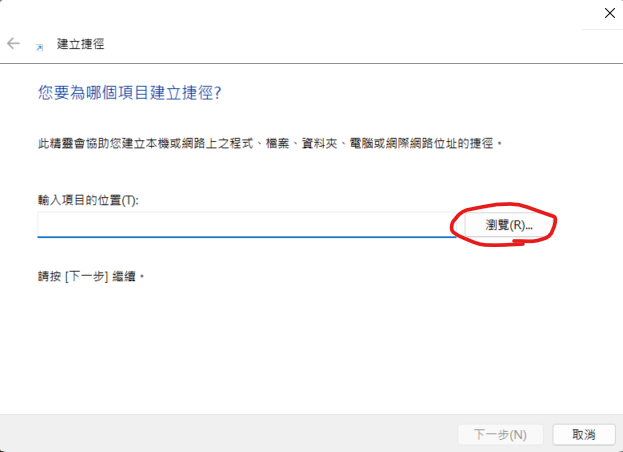 建立捷徑
您要為哪個項目建立捷徑?
此精靈會協助您建立本機或網路上之程式、檔案、資料夾、電腦或網際網路位址的捷徑。
輸入項目的位置(T):
瀏覽(R)...
請按 [下一步] 繼續。
下一步(N)
取消